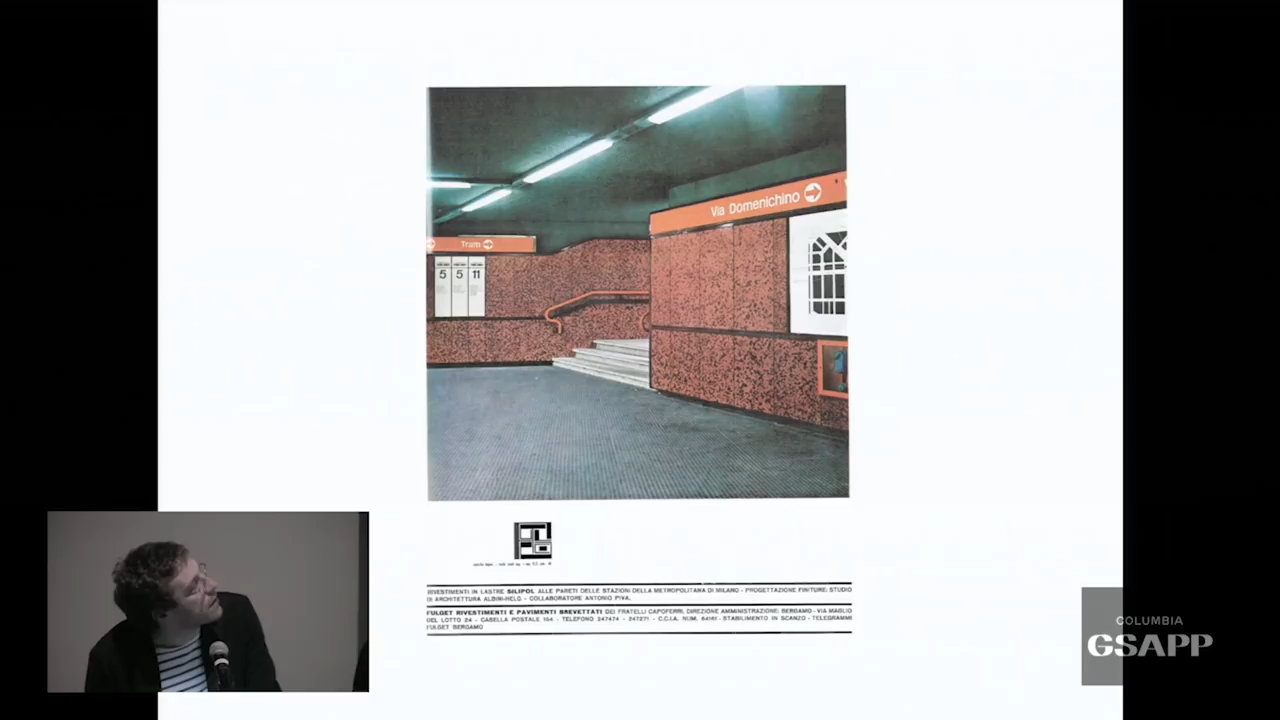 Via Domenichino
Tram
5 5 11
RIVESTIMENTI IN LASTRE SILIPOL ALLE PARETI DELLE STAZIONI DELLA METROPOLITANA DI MILANO - PROGETTAZIONE FINITURE: STUDIO
DI ARCHITETTURA ALBINI-HELG - COLLABORATORE ANTONIO PIVA.
FULGET RIVESTIMENTI E PAVIMENTI BREVETTATI DEI FRATELLI CAPOFERRI, DIREZIONE AMMINISTRAZIONE: BERGAMO - VIA MAGLIO
DEL LOTTO 24 - CASELLA POSTALE 154 - TELEFONO 247474 - 247271 - C.C.I.A. NUM. 64161 - STABILIMENTO IN SCANZO - TELEGRAMMI
FULGET BERGAMO
COLUMBIA
GSAPP